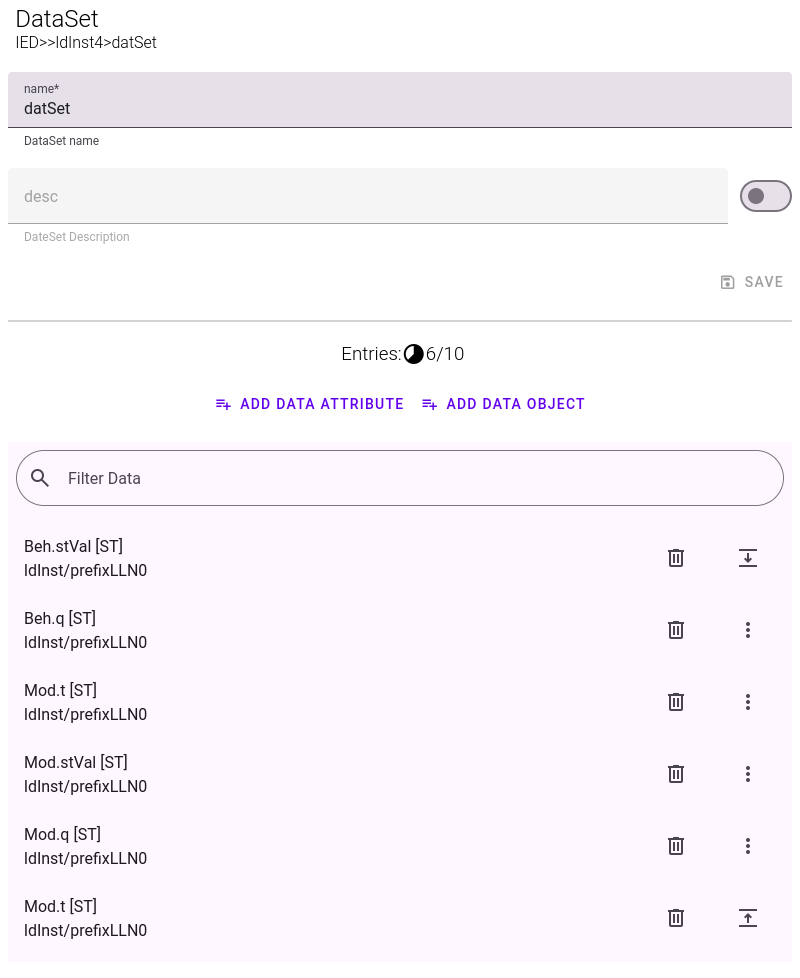 DataSet
IED>>ldInst4>datSet
name*
datSet
DataSet name
desc
DateSet Description
SAVE
Entries: 6/10
ADD DATA ATTRIBUTE ADD DATA OBJECT
Filter Data
Beh.stVal [ST]
ldInst/prefixLLN0
Beh.q [ST]
ldInst/prefixLLN0
Mod.t [ST]
ldInst/prefixLLN0
Mod.stVal [ST]
ldInst/prefixLLN0
Mod.q [ST]
ldInst/prefixLLN0
Mod.t [ST]
ldInst/prefixLLN0